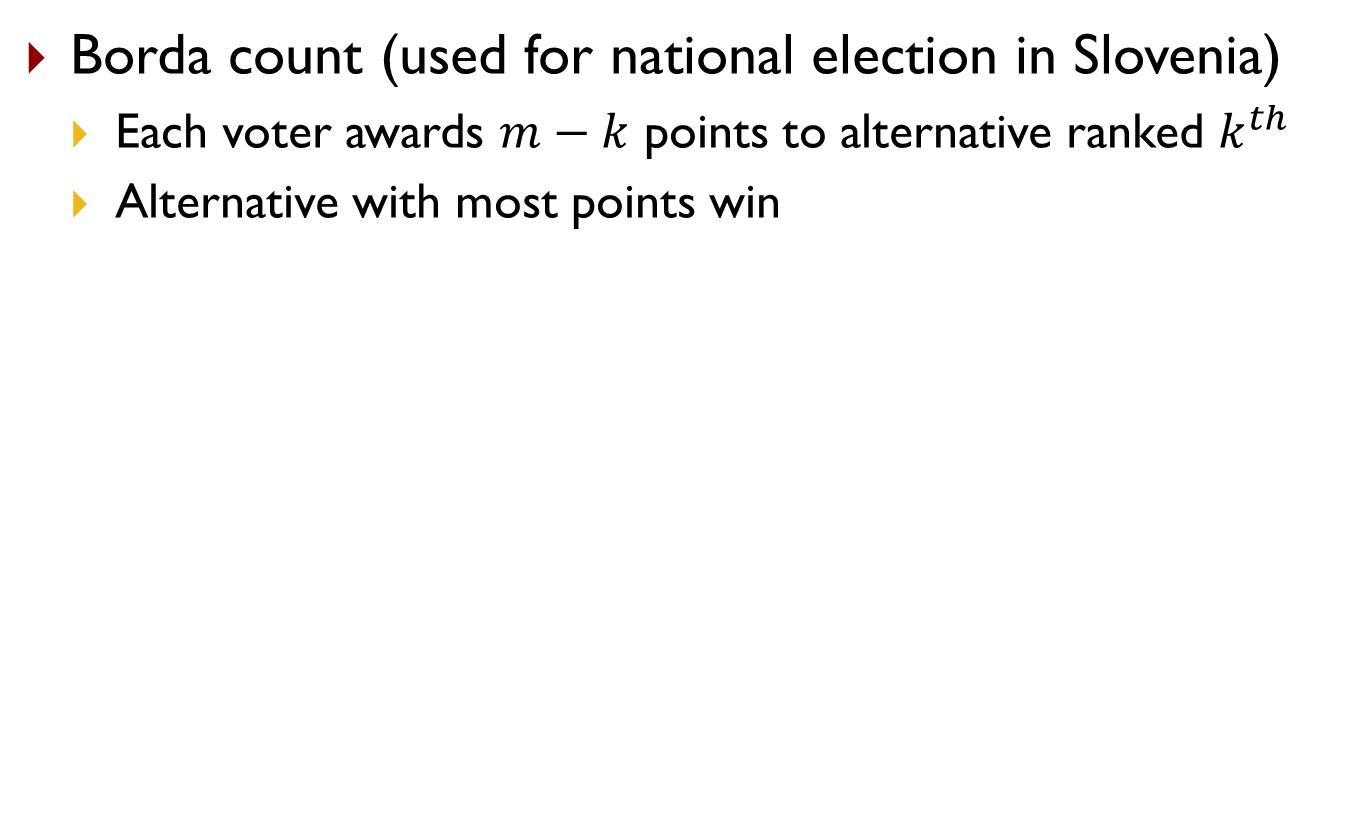 Borda count (used for national election in Slovenia)
Each voter awards m − k points to alternative ranked kᵗʰ
Alternative with most points win